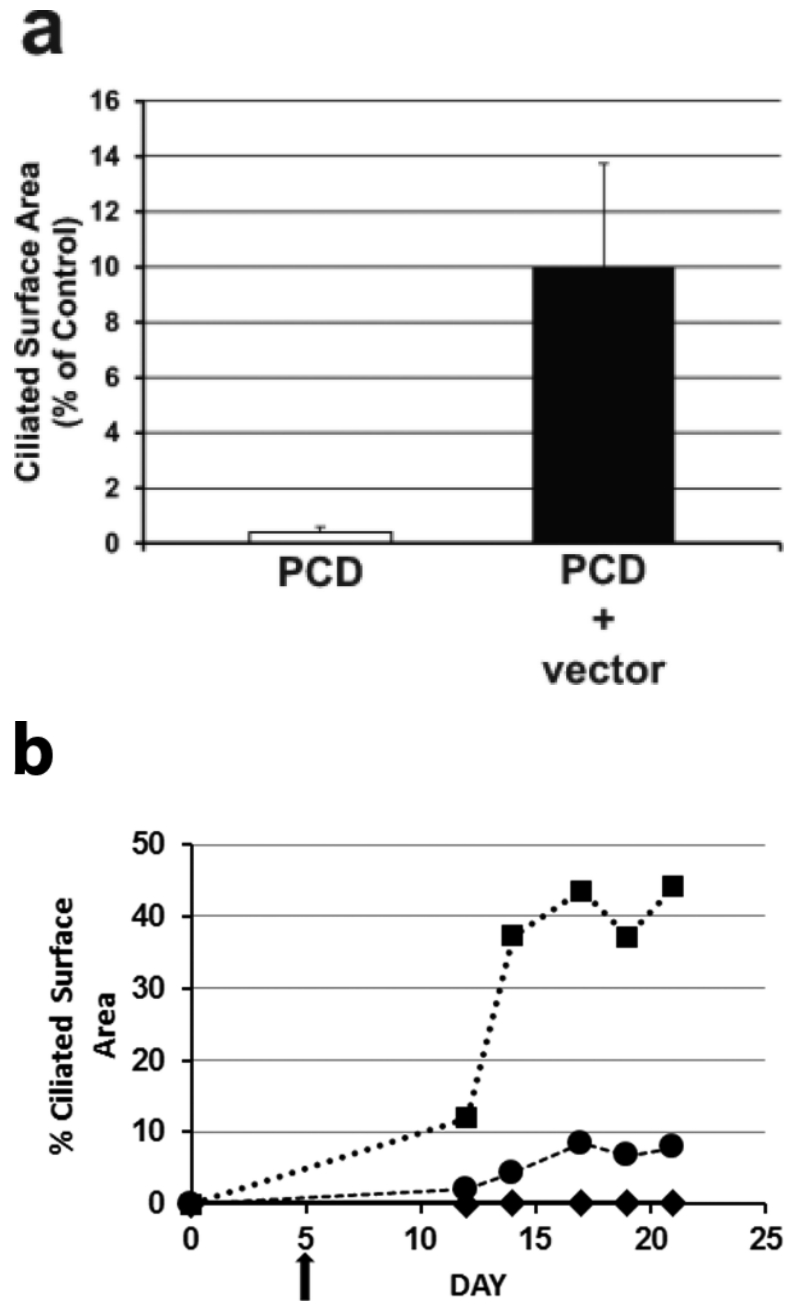 a
Ciliated Surface Area
(% of Control)
16
14
12
10
8
6
4
2
0
PCD
PCD
+
vector
b
% Ciliated Surface
Area
50
40
30
20
10
0
0 5 10 15 20 25
DAY